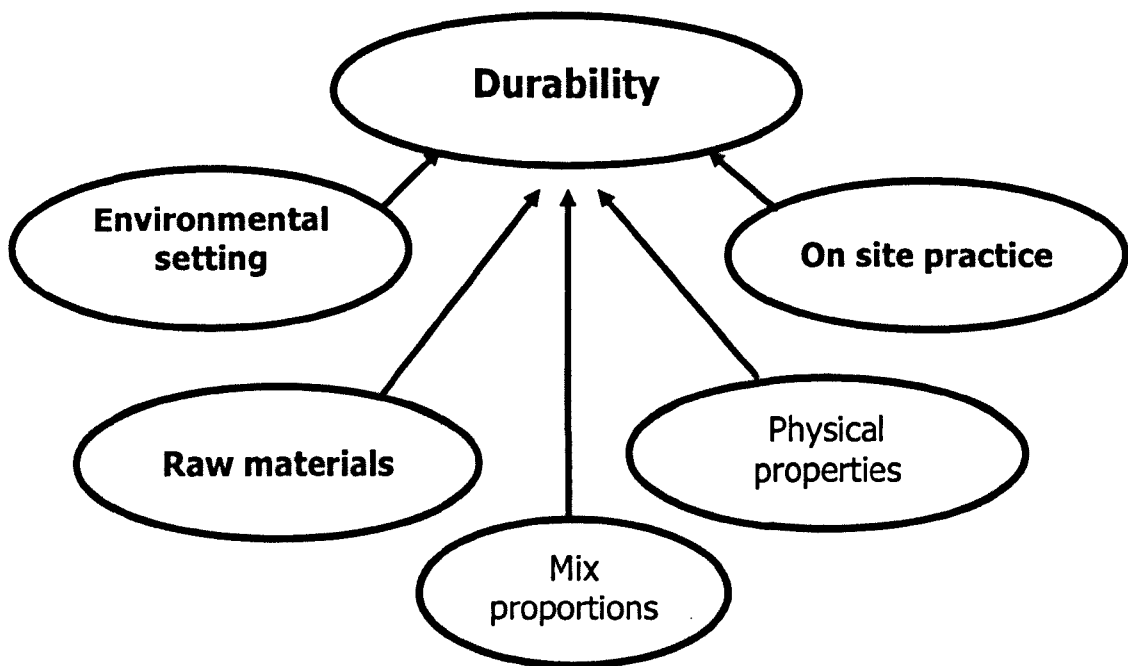 Durability
Environmental
setting
On site practice
Raw materials
Physical
properties
Mix
proportions